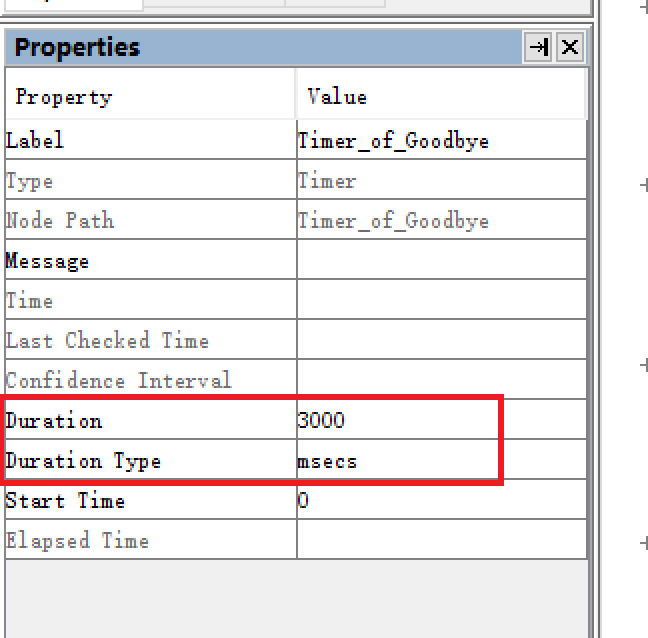 Properties
Property Value
Label Timer_of_Goodbye
Type Timer
Node Path Timer_of_Goodbye
Message
Time
Last Checked Time
Confidence Interval
Duration 3000
Duration Type msecs
Start Time 0
Elapsed Time